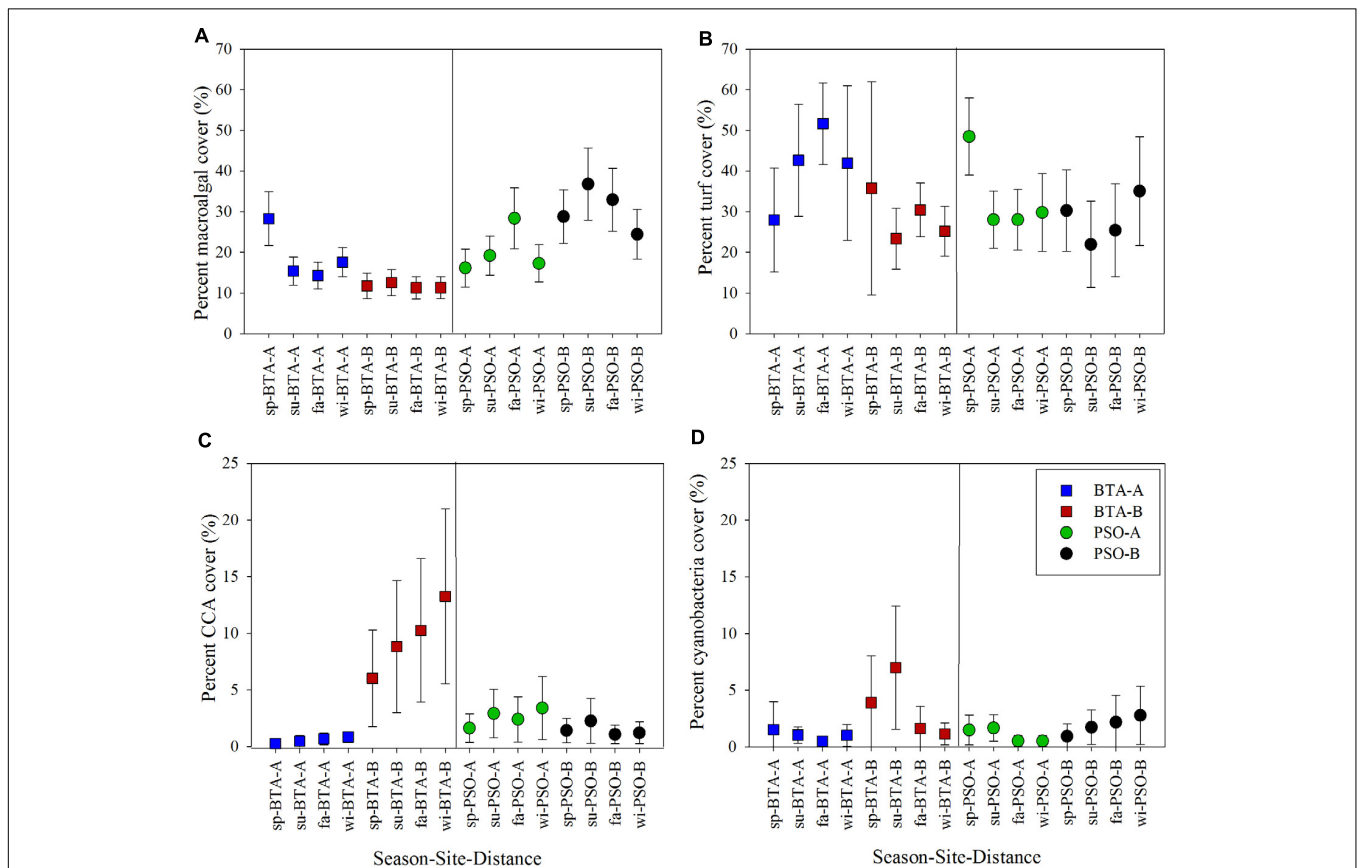 A
Percent macroalgal cover (%)
70
60
50
40
30
20
10
0
sp-BTA-A
su-BTA-A
fa-BTA-A
wi-BTA-A
sp-BTA-B
su-BTA-B
fa-BTA-B
wi-BTA-B
sp-PSO-A
su-PSO-A
fa-PSO-A
wi-PSO-A
sp-PSO-B
su-PSO-B
fa-PSO-B
wi-PSO-B
B
Percent turf cover (%)
70
60
50
40
30
20
10
0
sp-BTA-A
su-BTA-A
fa-BTA-A
wi-BTA-A
sp-BTA-B
su-BTA-B
fa-BTA-B
wi-BTA-B
sp-PSO-A
su-PSO-A
fa-PSO-A
wi-PSO-A
sp-PSO-B
su-PSO-B
fa-PSO-B
wi-PSO-B
C
Percent CCA cover (%)
25
20
15
10
5
0
sp-BTA-A
su-BTA-A
fa-BTA-A
wi-BTA-A
sp-BTA-B
su-BTA-B
fa-BTA-B
wi-BTA-B
sp-PSO-A
su-PSO-A
fa-PSO-A
wi-PSO-A
sp-PSO-B
su-PSO-B
fa-PSO-B
wi-PSO-B
Season-Site-Distance
D
Percent cyanobacteria cover (%)
25
20
15
10
5
0
BTA-A
BTA-B
PSO-A
PSO-B
sp-BTA-A
su-BTA-A
fa-BTA-A
wi-BTA-A
sp-BTA-B
su-BTA-B
fa-BTA-B
wi-BTA-B
sp-PSO-A
su-PSO-A
fa-PSO-A
wi-PSO-A
sp-PSO-B
su-PSO-B
fa-PSO-B
wi-PSO-B
Season-Site-Distance